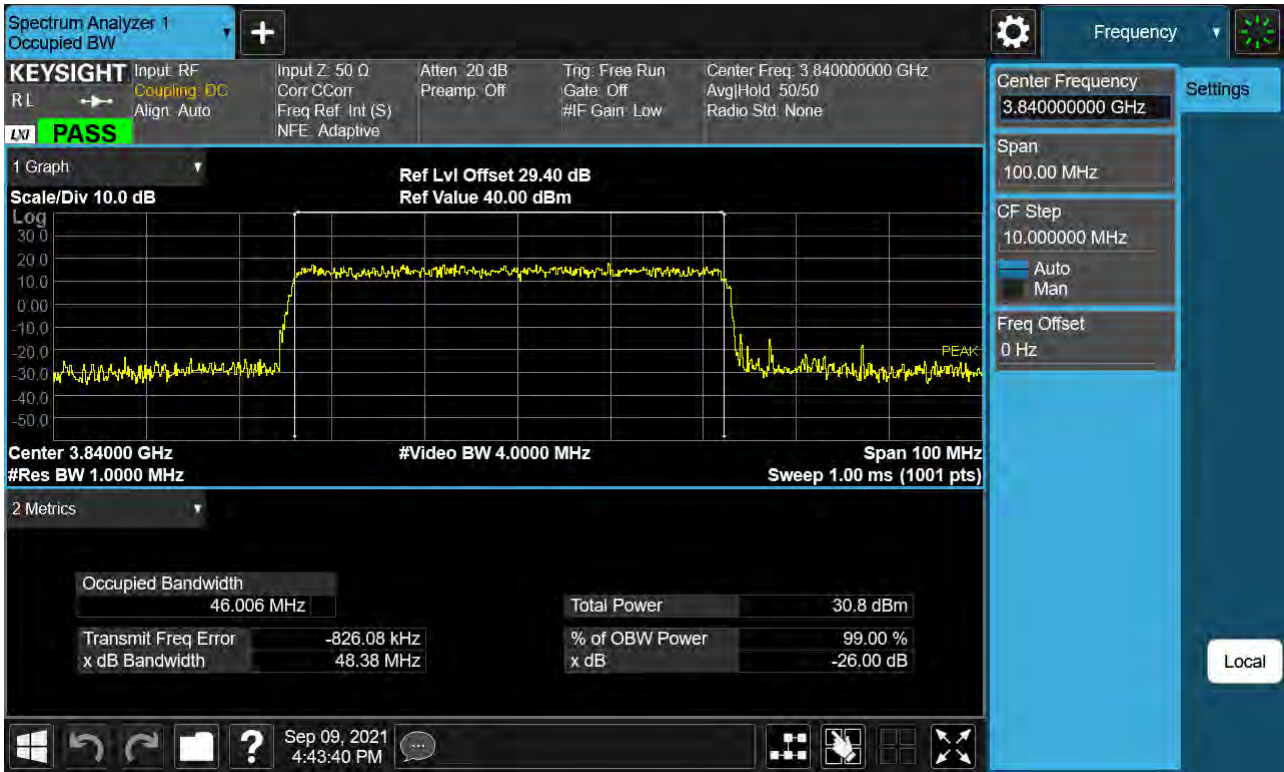 Spectrum Analyzer 1
Occupied BW
Frequency
KEYSIGHT
RL
LXI PASS
Input: RF
Coupling: DC
Align: Auto
Input Z: 50 Ω
Corr CCorr
Freq Ref: Int (S)
NFE: Adaptive
Atten: 20 dB
Preamp: Off
Trig: Free Run
Gate: Off
#IF Gain: Low
Center Freq: 3.840000000 GHz
Avg|Hold: 50/50
Radio Std: None
Center Frequency
3.840000000 GHz
Settings
Span
100.00 MHz
CF Step
10.000000 MHz
Auto
Man
Freq Offset
0 Hz
1 Graph
Scale/Div 10.0 dB
Ref Lvl Offset 29.40 dB
Ref Value 40.00 dBm
Log
30.0
20.0
10.0
0.00
-10.0
-20.0
-30.0
-40.0
-50.0
PEAK
Center 3.84000 GHz
#Video BW 4.0000 MHz
Span 100 MHz
#Res BW 1.0000 MHz
Sweep 1.00 ms (1001 pts)
2 Metrics
Occupied Bandwidth
46.006 MHz
Total Power 30.8 dBm
Transmit Freq Error -826.08 kHz
% of OBW Power 99.00 %
x dB Bandwidth 48.38 MHz
x dB -26.00 dB
Local
?
Sep 09, 2021
4:43:40 PM